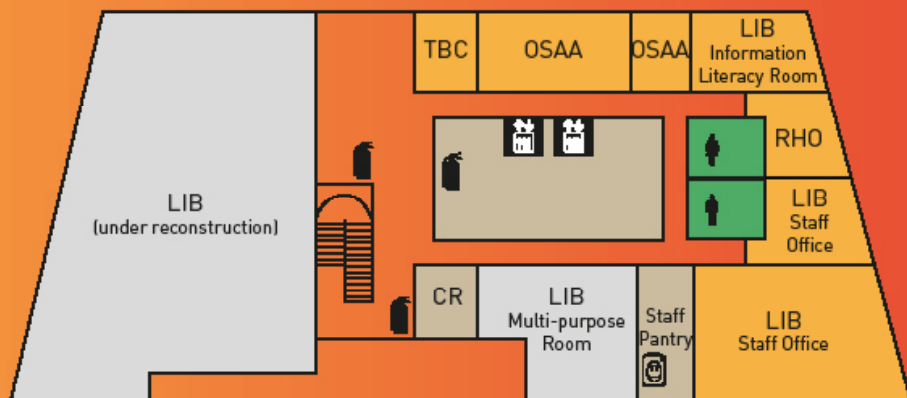 TBC
OSAA
OSAA
LIB
Information
Literacy Room
RHO
LIB
(under reconstruction)
LIB
Staff
Office
CR
LIB
Multi-purpose
Room
Staff
Pantry
LIB
Staff Office